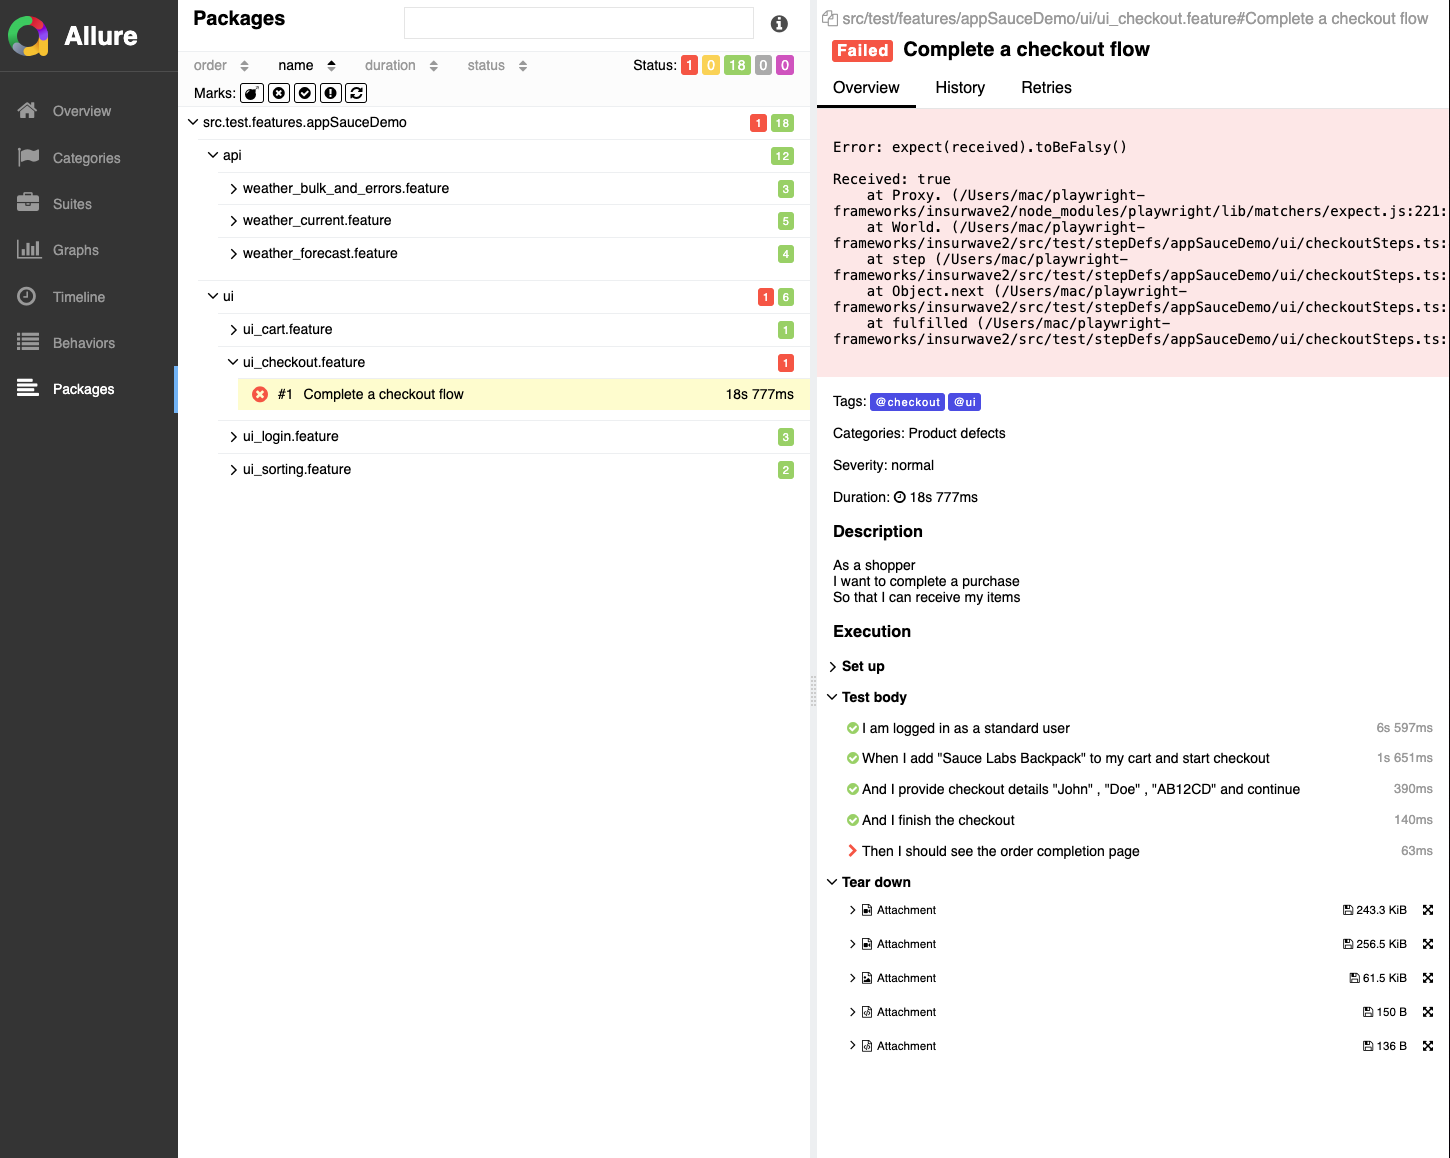 Allure
Overview
Categories
Suites
Graphs
Timeline
Behaviors
Packages
Packages
order name duration status Status: 1 0 18 0 0
Marks:
src.test.features.appSauceDemo 1 18
api 12
weather_bulk_and_errors.feature 3
weather_current.feature 5
weather_forecast.feature 4
ui 1 6
ui_cart.feature 1
ui_checkout.feature 1
#1 Complete a checkout flow 18s 777ms
ui_login.feature 3
ui_sorting.feature 2
src/test/features/appSauceDemo/ui/ui_checkout.feature#Complete a checkout flow
Failed Complete a checkout flow
Overview History Retries
Error: expect(received).toBeFalsy()
Received: true
at Proxy. (/Users/mac/playwright-
frameworks/insurwave2/node_modules/playwright/lib/matchers/expect.js:221:
at World. (/Users/mac/playwright-
frameworks/insurwave2/src/test/stepDefs/appSauceDemo/ui/checkoutSteps.ts:
at step (/Users/mac/playwright-
frameworks/insurwave2/src/test/stepDefs/appSauceDemo/ui/checkoutSteps.ts:
at Object.next (/Users/mac/playwright-
frameworks/insurwave2/src/test/stepDefs/appSauceDemo/ui/checkoutSteps.ts:
at fulfilled (/Users/mac/playwright-
frameworks/insurwave2/src/test/stepDefs/appSauceDemo/ui/checkoutSteps.ts:
Tags: @checkout @ui
Categories: Product defects
Severity: normal
Duration: 18s 777ms
Description
As a shopper
I want to complete a purchase
So that I can receive my items
Execution
Set up
Test body
I am logged in as a standard user 6s 597ms
When I add "Sauce Labs Backpack" to my cart and start checkout 1s 651ms
And I provide checkout details "John" , "Doe" , "AB12CD" and continue 390ms
And I finish the checkout 140ms
Then I should see the order completion page 63ms
Tear down
Attachment 243.3 KiB
Attachment 256.5 KiB
Attachment 61.5 KiB
Attachment 150 B
Attachment 136 B